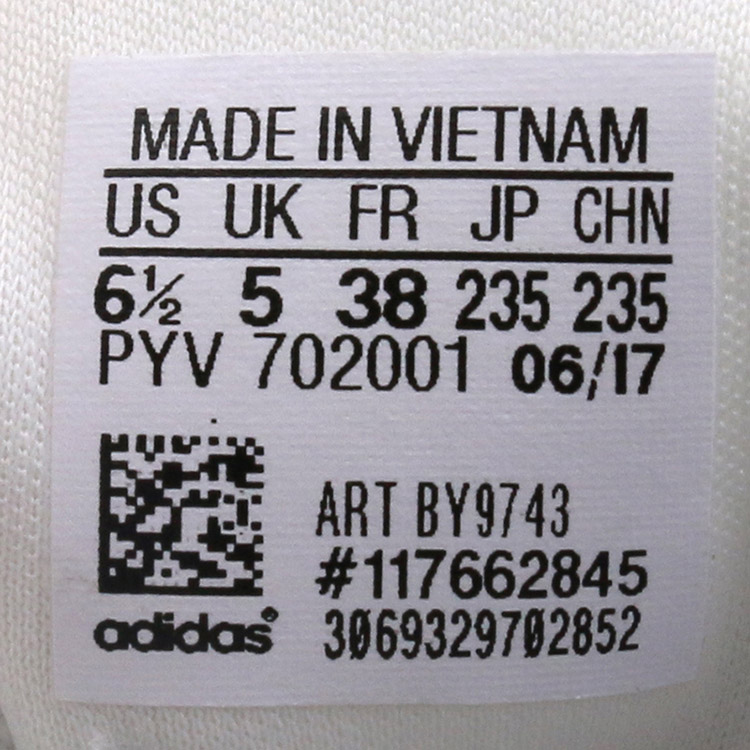 MADE IN VIETNAM
US UK FR JP CHN
6½ 5 38 235 235
PYV 702001 06/17
ART BY9743
#117662845
adidas® 3069329702852